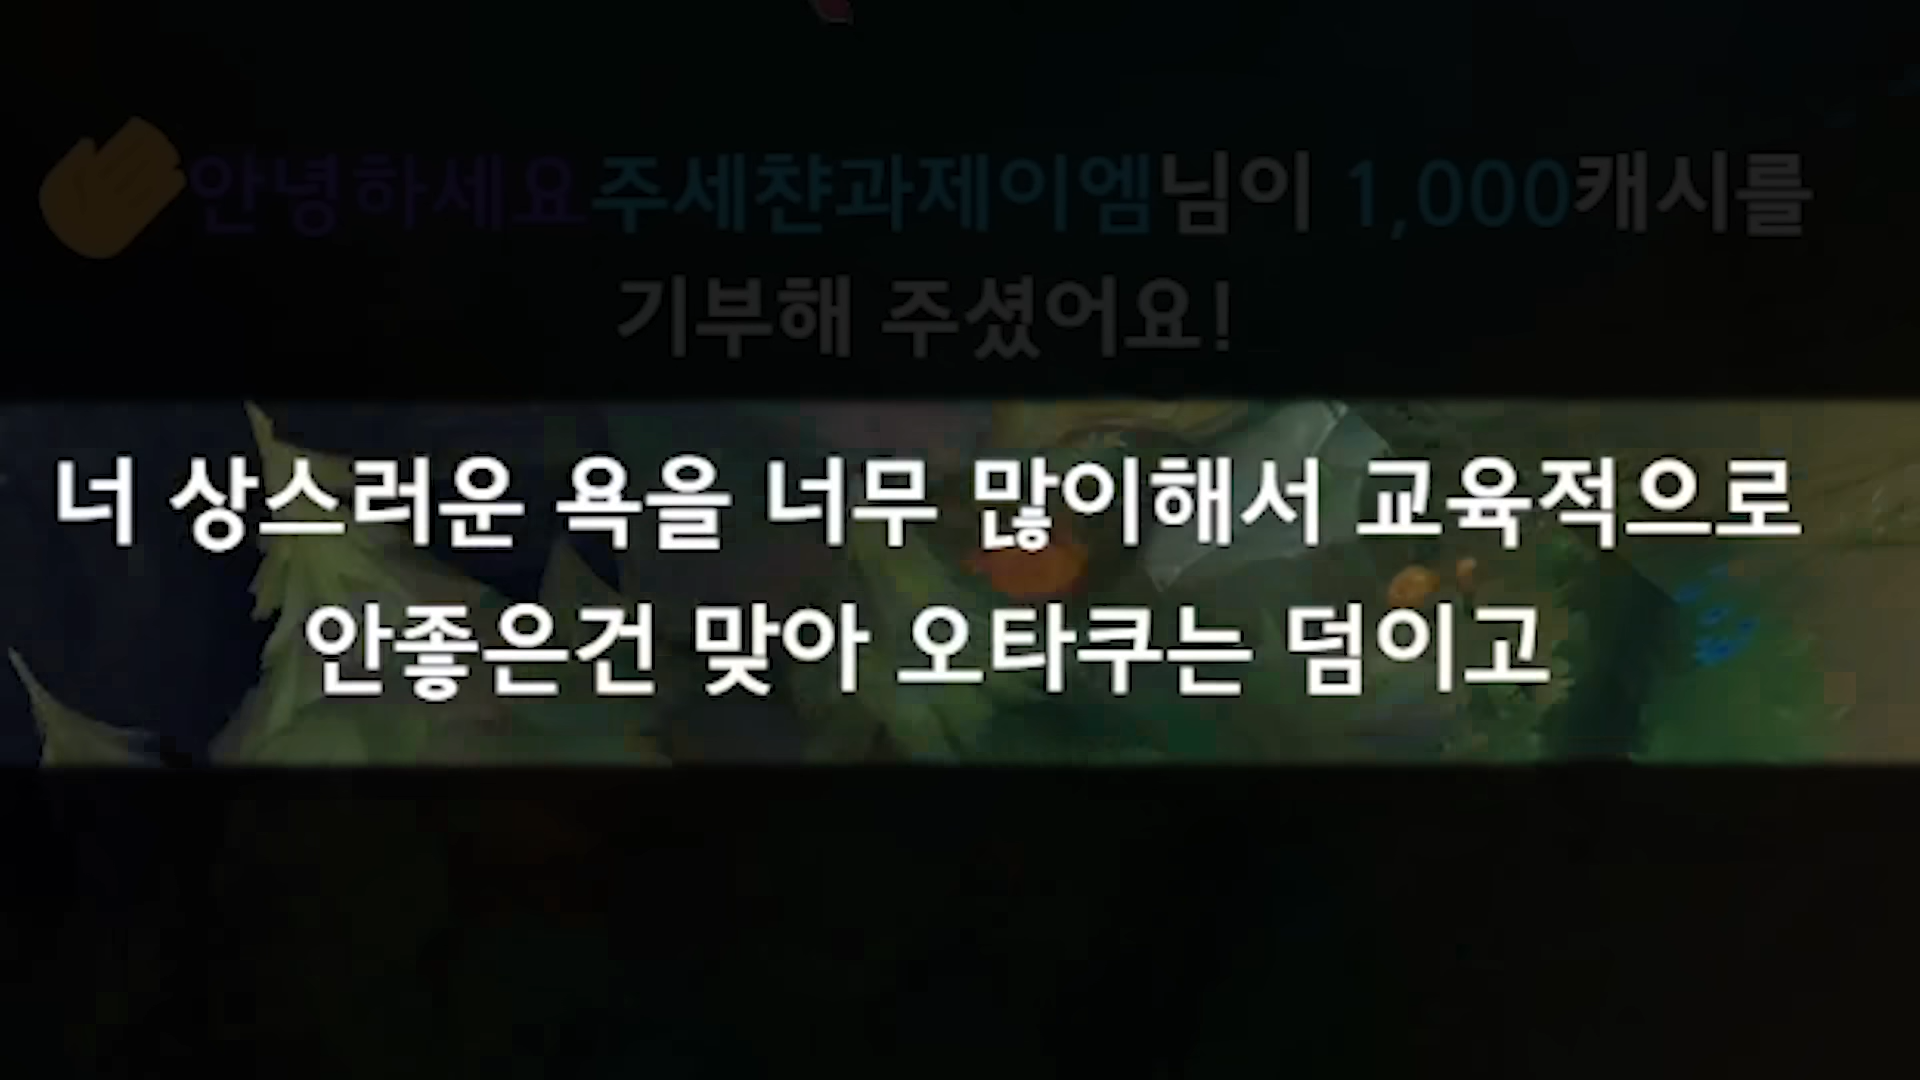 안녕하세요주세챤과제이엠님이 1,000캐시를
기부해 주셨어요!
너 상스러운 욕을 너무 많이해서 교육적으로
안좋은건 맞아 오타쿠는 덤이고